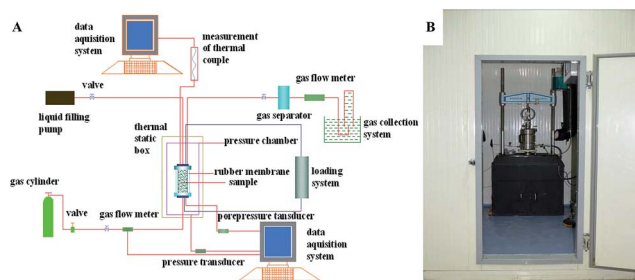 A
data
aquisition
system
measurement
of thermal
couple
valve
liquid filling
pump
gas flow meter
gas separator
gas collection
system
thermal
static
box
pressure chamber
rubber membrane
sample
loading
system
gas cylinder
valve
gas flow meter
porepressure tansducer
pressure transducer
data
aquisition
system
B